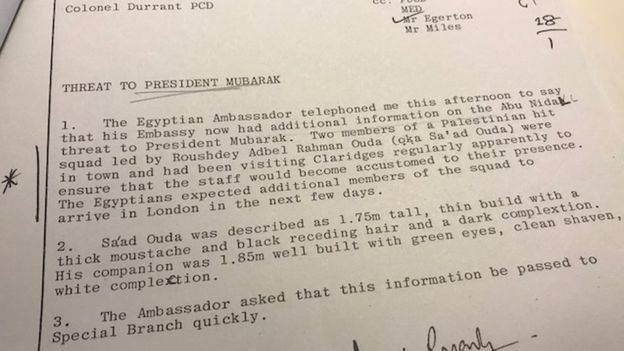 Colonel Durrant PCD
cc:
MED
Mr Egerton
Mr Miles
18
1
THREAT TO PRESIDENT MUBARAK
1. The Egyptian Ambassador telephoned me this afternoon to say
that his Embassy now had additional information on the Abu Nidal
threat to President Mubarak. Two members of a Palestinian hit
squad led by Roushdey Adbel Rahman Ouda (oka Sa'ad Ouda) were
in town and had been visiting Claridges regularly apparently to
ensure that the staff would become accustomed to their presence.
The Egyptians expected additional members of the squad to
arrive in London in the next few days.
*
2. Sa'ad Ouda was described as 1.75m tall, thin build with a
thick moustache and black receding hair and a dark complextion.
His companion was 1.85m well built with green eyes, clean shaven,
white complexction.
3. The Ambassador asked that this information be passed to
Special Branch quickly.